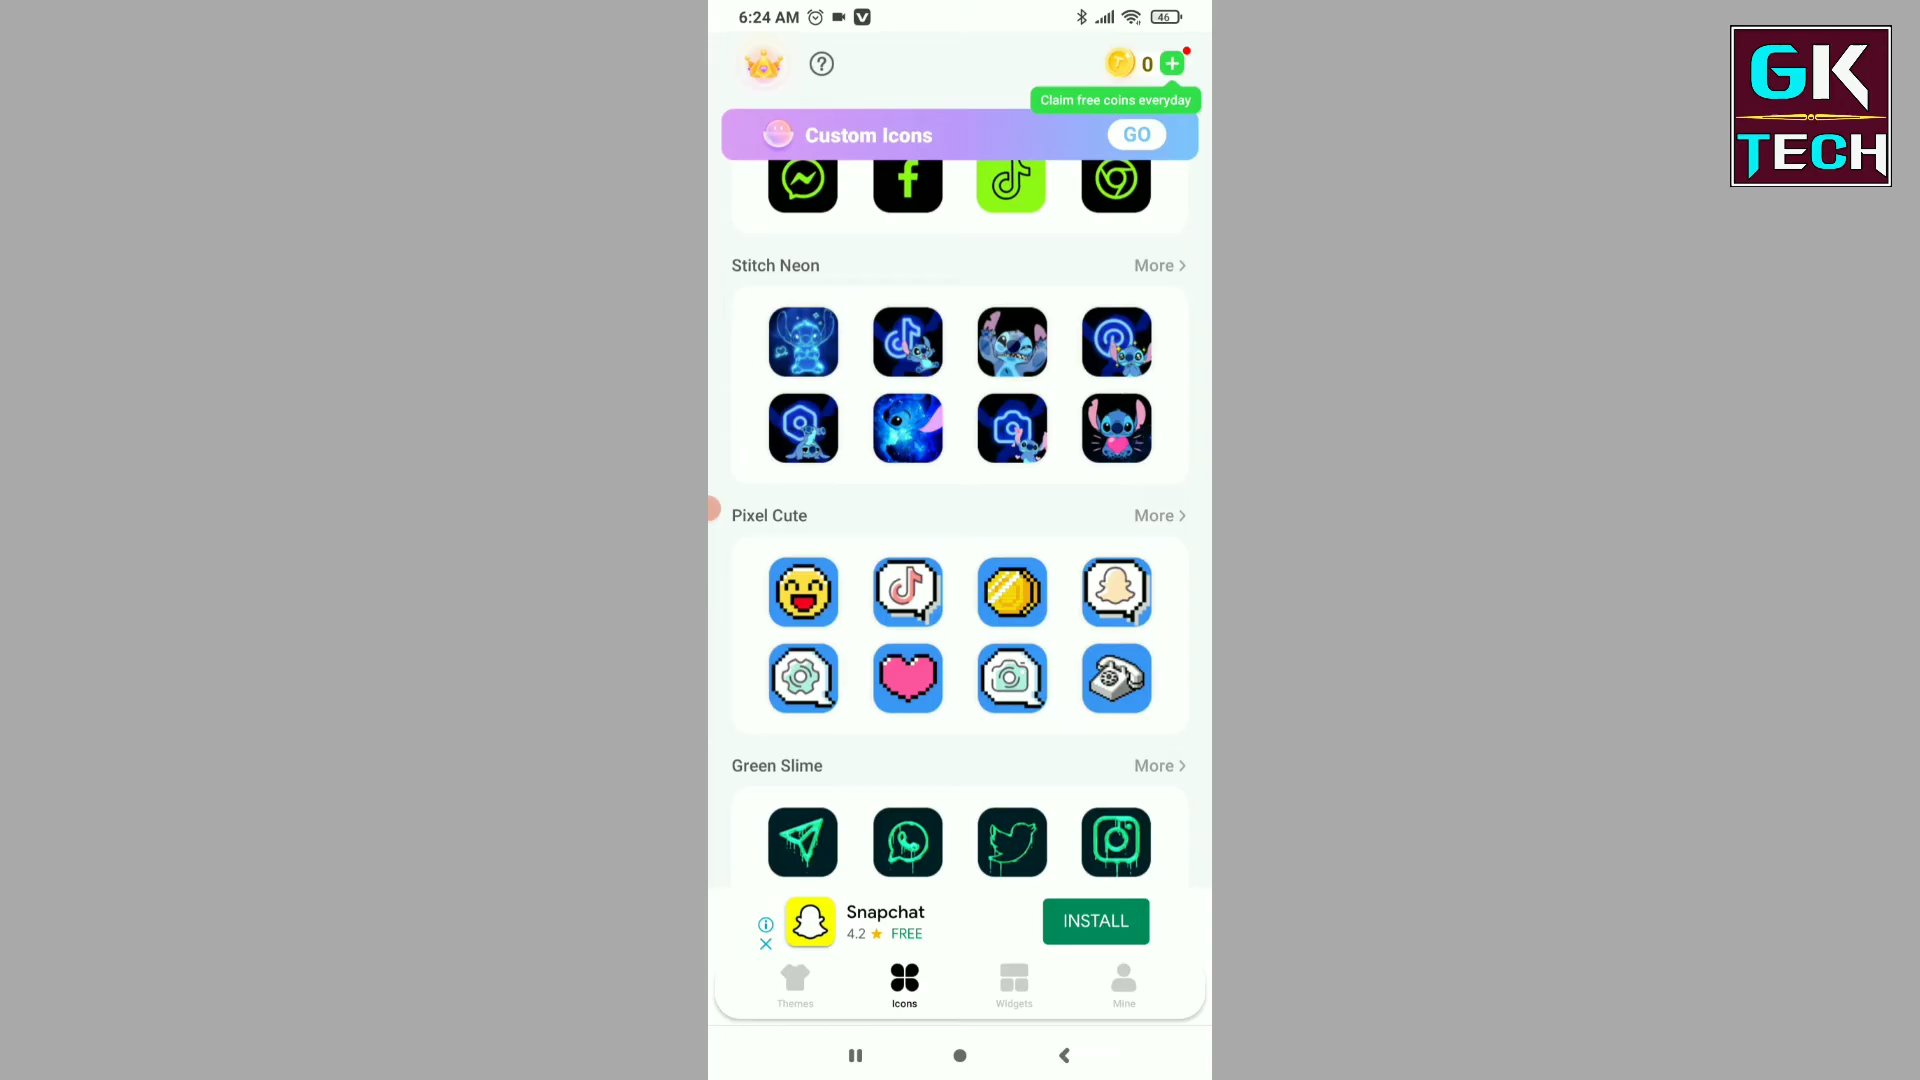 6:24 AM
46
0
Claim free coins everyday
Custom Icons
GO
Stitch Neon
More >
Pixel Cute
More >
Green Slime
More >
Snapchat
4.2 ★ FREE
INSTALL
Themes
Icons
Widgets
Mine
GK
TECH